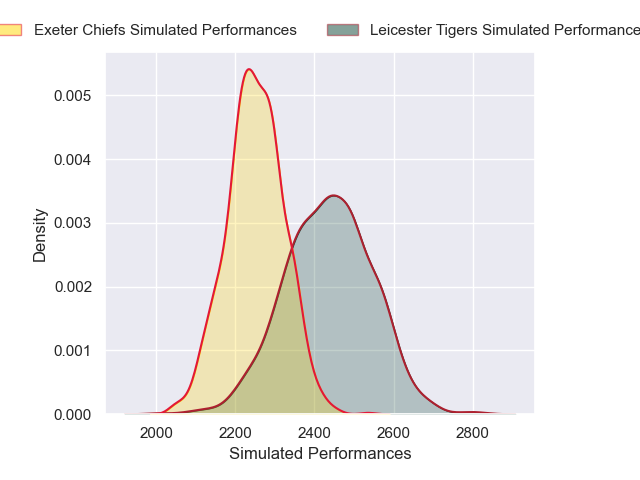 Exeter Chiefs Simulated Performances
Leicester Tigers Simulated Performance
0.005
0.004
0.003
0.002
0.001
0.000
Density
2000 2200 2400 2600 2800
Simulated Performances